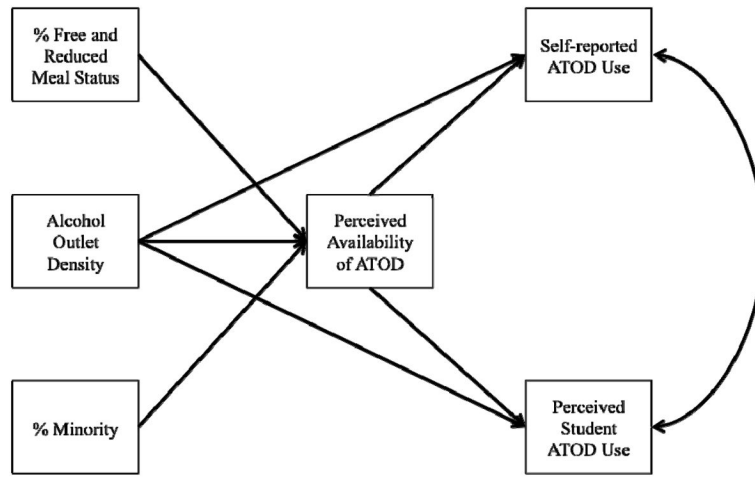 % Free and
Reduced
Meal Status
Self-reported
ATOD Use
Alcohol
Outlet
Density
Perceived
Availability
of ATOD
% Minority
Perceived
Student
ATOD Use